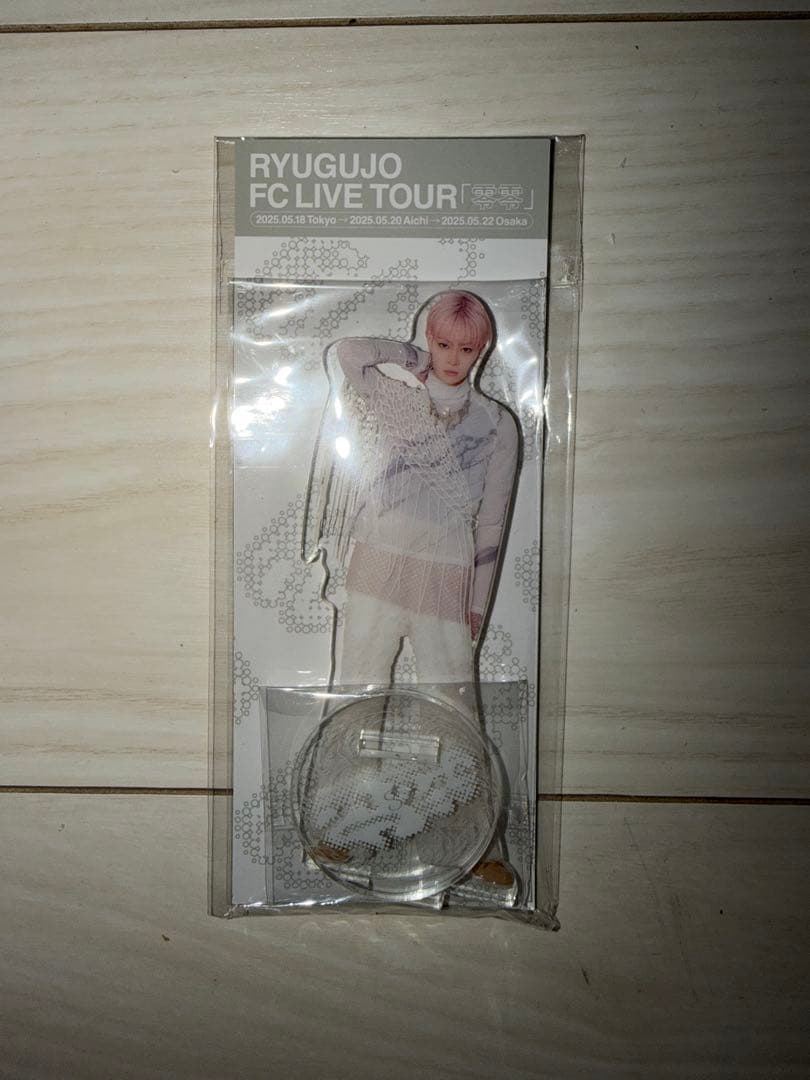 RYUGUJO
FC LIVE TOUR「零零」
2025.05.18 Tokyo→2025.05.20 Aichi→2025.05.22 Osaka